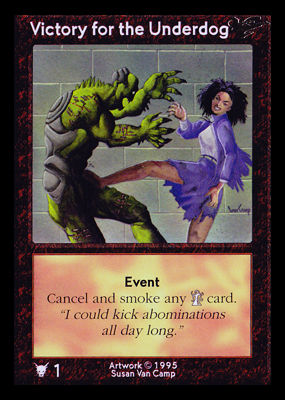 Victory for the Underdog
Event
Cancel and smoke any card.
"I could kick abominations
all day long."
1
Artwork © 1995
Susan Van Camp